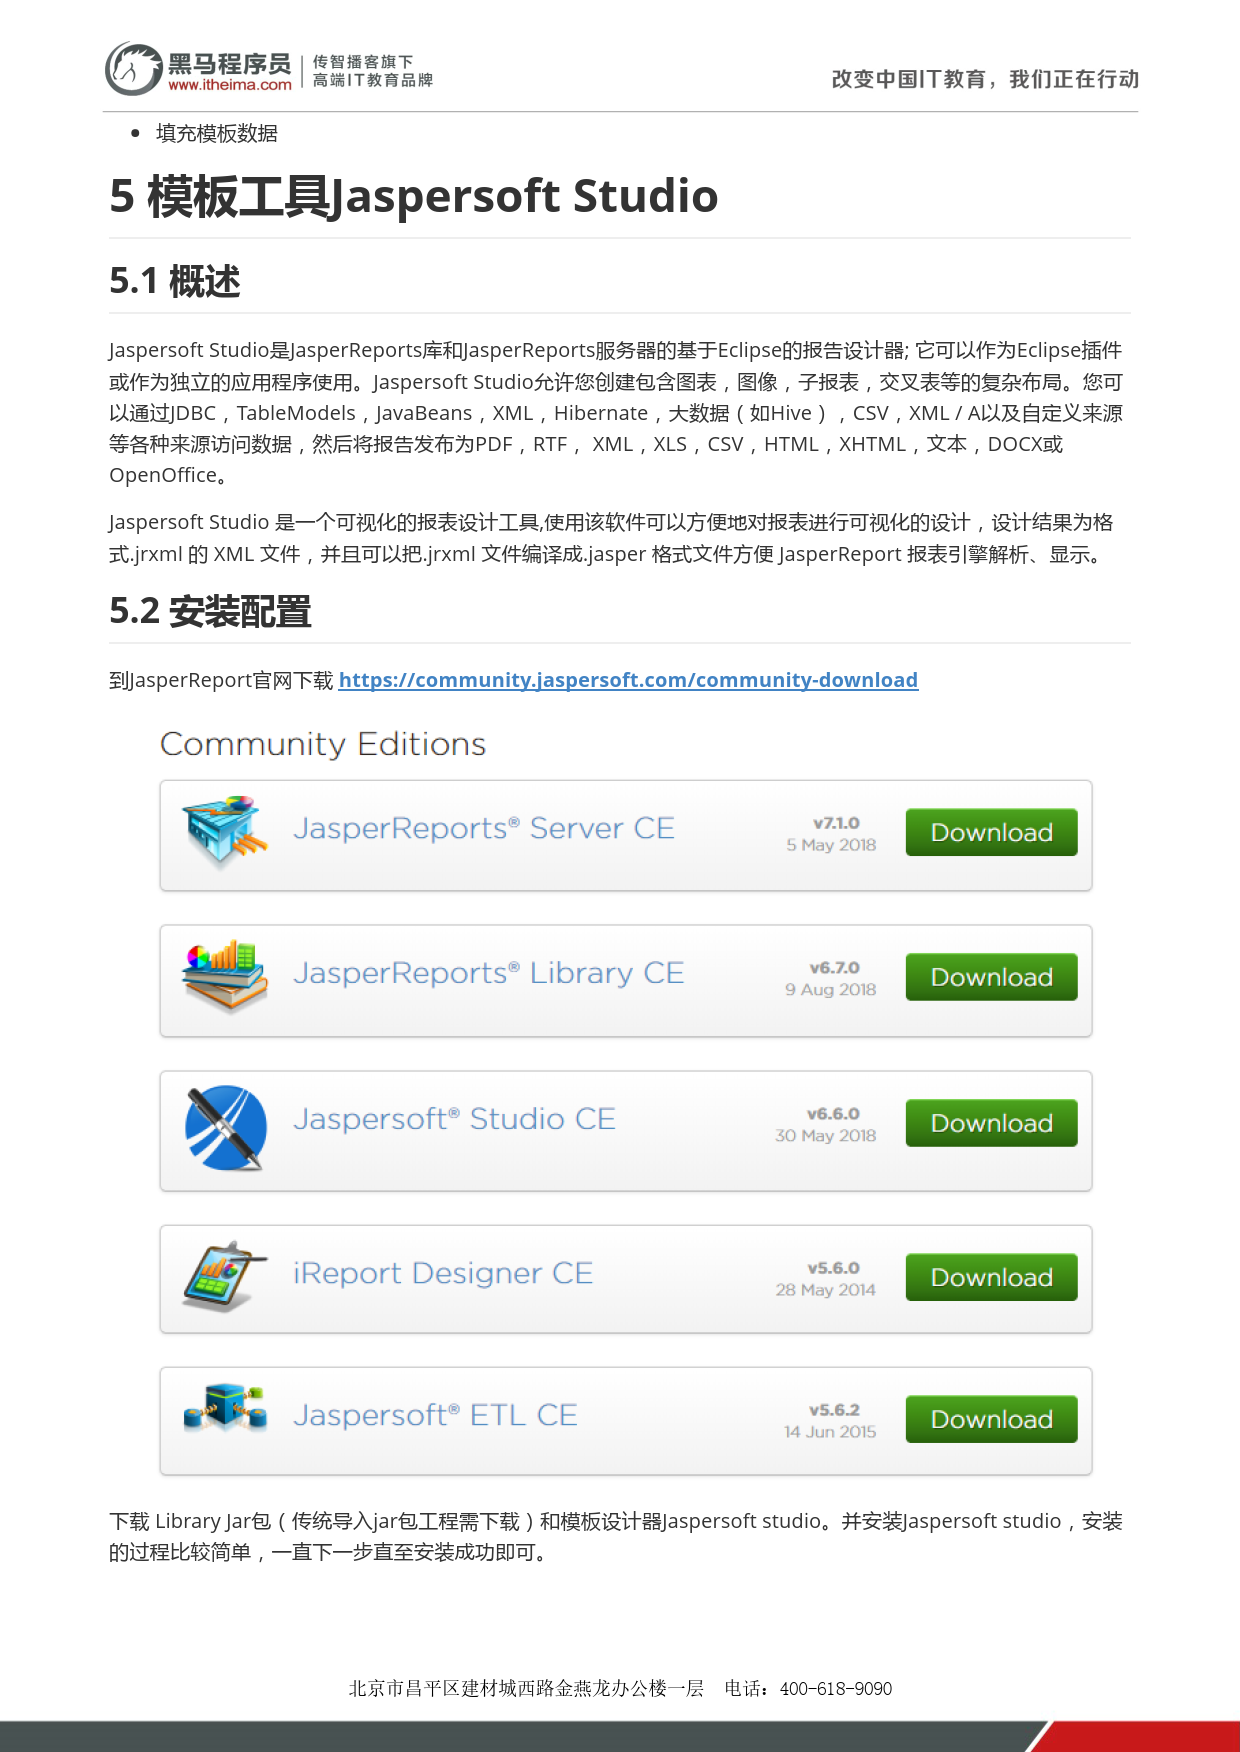 黑马程序员
www.itheima.com
传智播客旗下
高端IT教育品牌
改变中国IT教育，我们正在行动
• 填充模板数据
5 模板工具Jaspersoft Studio
5.1 概述
Jaspersoft Studio是JasperReports库和JasperReports服务器的基于Eclipse的报告设计器; 它可以作为Eclipse插件
或作为独立的应用程序使用。Jaspersoft Studio允许您创建包含图表，图像，子报表，交叉表等的复杂布局。您可
以通过JDBC，TableModels，JavaBeans，XML，Hibernate，大数据（如Hive），CSV，XML / A以及自定义来源
等各种来源访问数据，然后将报告发布为PDF，RTF， XML，XLS，CSV，HTML，XHTML，文本，DOCX或
OpenOffice。
Jaspersoft Studio 是一个可视化的报表设计工具,使用该软件可以方便地对报表进行可视化的设计，设计结果为格
式.jrxml 的 XML 文件，并且可以把.jrxml 文件编译成.jasper 格式文件方便 JasperReport 报表引擎解析、显示。
5.2 安装配置
到JasperReport官网下载 https://community.jaspersoft.com/community-download
Community Editions
JasperReports® Server CE
v7.1.0
5 May 2018
Download
JasperReports® Library CE
v6.7.0
9 Aug 2018
Download
Jaspersoft® Studio CE
v6.6.0
30 May 2018
Download
iReport Designer CE
v5.6.0
28 May 2014
Download
Jaspersoft® ETL CE
v5.6.2
14 Jun 2015
Download
下载 Library Jar包（传统导入jar包工程需下载）和模板设计器Jaspersoft studio。并安装Jaspersoft studio，安装
的过程比较简单，一直下一步直至安装成功即可。
北京市昌平区建材城西路金燕龙办公楼一层 电话：400-618-9090